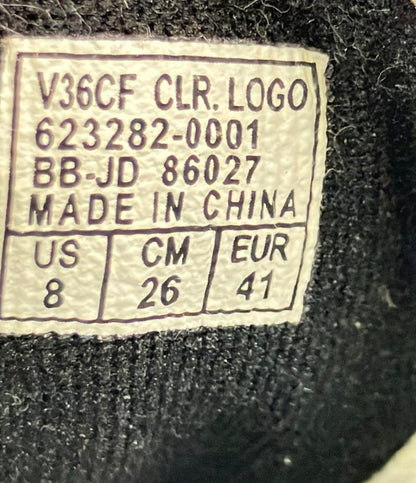 V36CF CLR. LOGO
623282-0001
BB-JD 86027
MADE IN CHINA
US CM EUR
8 26 41